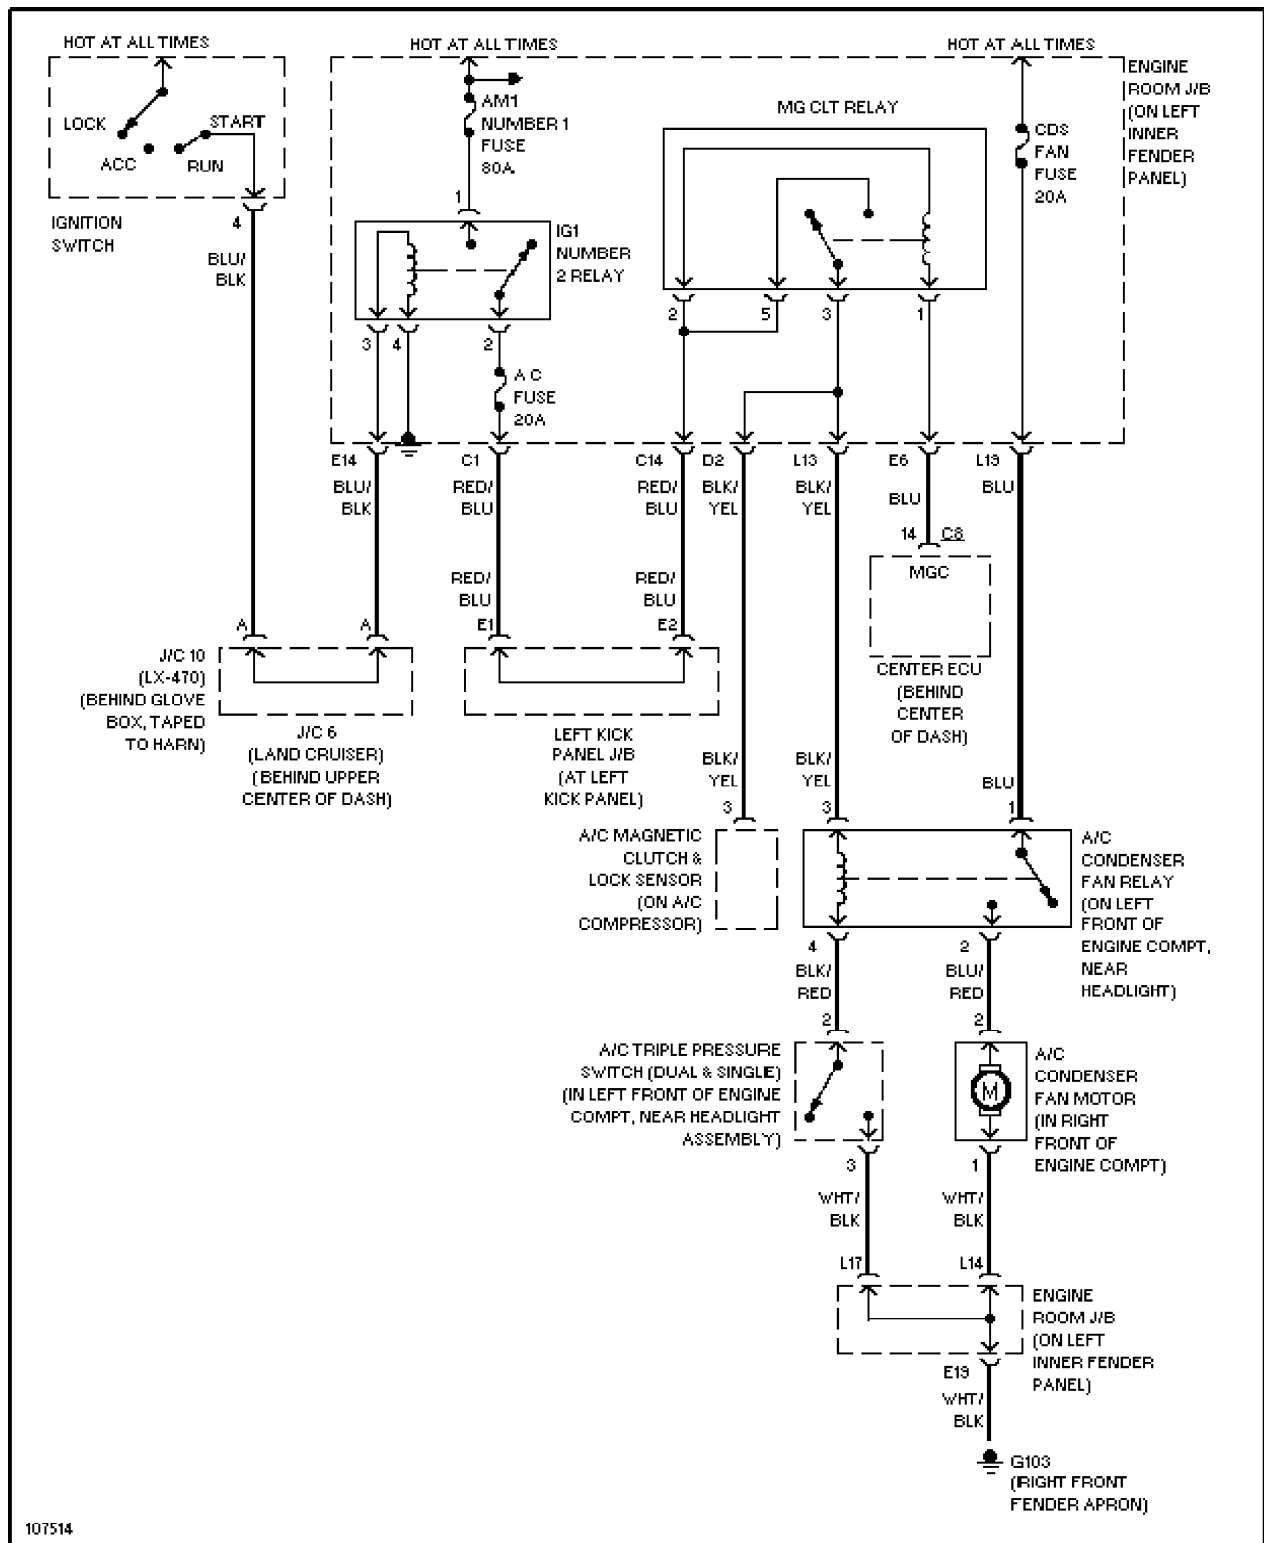 HOT AT ALL TIMES
LOCK
START
ACC
RUN
IGNITION
SWITCH
4
BLU/
BLK
HOT AT ALL TIMES
AM1
NUMBER 1
FUSE
80A
1
IG1
NUMBER
2 RELAY
3
4
2
A C
FUSE
20A
MG CLT RELAY
2
5
3
1
HOT AT ALL TIMES
CDS
FAN
FUSE
20A
ENGINE
ROOM J/B
(ON LEFT
INNER
FENDER
PANEL)
E14
C1
C14
D2
L13
E6
L19
BLU/
BLK
RED/
BLU
RED/
BLU
BLK/
YEL
BLK/
YEL
BLU
BLU
14
C8
MGC
CENTER ECU
(BEHIND
CENTER
OF DASH)
RED/
BLU
RED/
BLU
A
A
E1
E2
J/C 10
(LX-470)
(BEHIND GLOVE
BOX, TAPED
TO HARN)
J/C 6
(LAND CRUISER)
(BEHIND UPPER
CENTER OF DASH)
LEFT KICK
PANEL J/B
(AT LEFT
KICK PANEL)
BLK/
YEL
BLK/
YEL
BLU
3
3
1
A/C MAGNETIC
CLUTCH &
LOCK SENSOR
(ON A/C
COMPRESSOR)
A/C
CONDENSER
FAN RELAY
(ON LEFT
FRONT OF
ENGINE COMPT,
NEAR
HEADLIGHT)
4
2
BLK/
RED
BLU/
RED
2
2
A/C TRIPLE PRESSURE
SWITCH (DUAL & SINGLE)
(IN LEFT FRONT OF ENGINE
COMPT, NEAR HEADLIGHT
ASSEMBLY)
M
A/C
CONDENSER
FAN MOTOR
(IN RIGHT
FRONT OF
ENGINE COMPT)
3
1
WHT/
BLK
WHT/
BLK
L17
L14
ENGINE
ROOM J/B
(ON LEFT
INNER FENDER
PANEL)
E19
WHT/
BLK
G103
(RIGHT FRONT
FENDER APRON)
107514